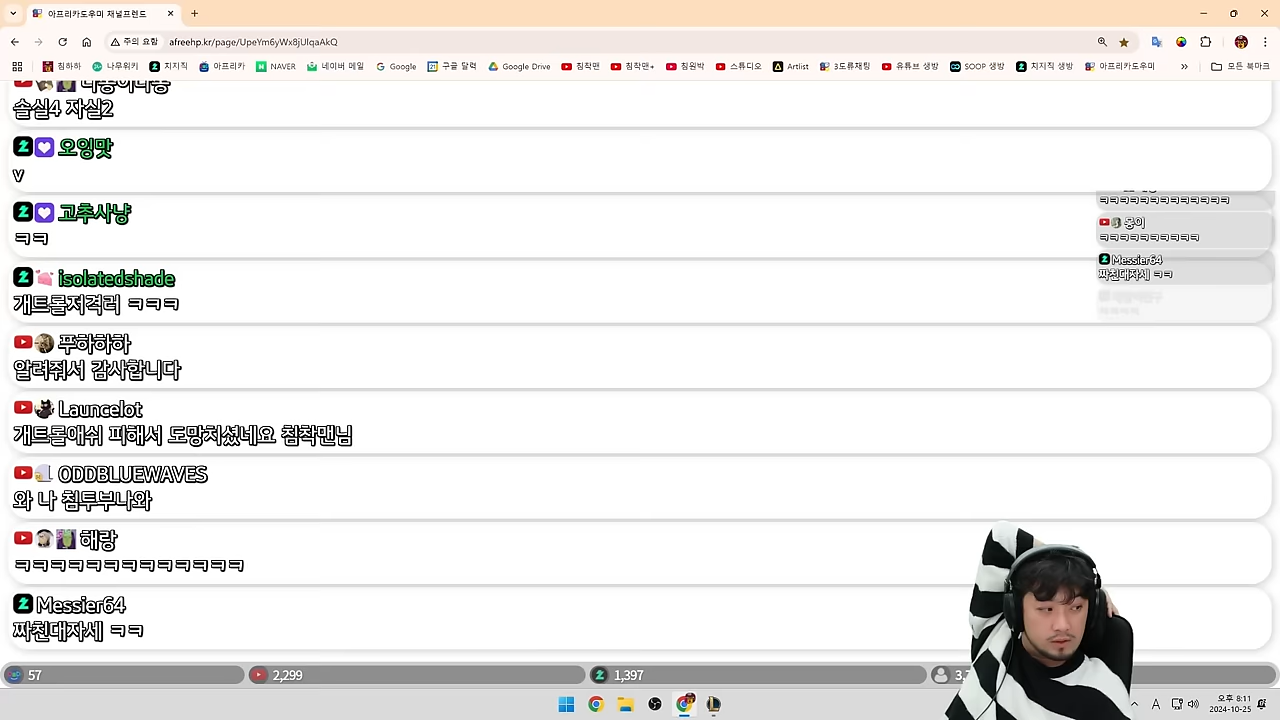 아프리카도우미 채널프렌드
주의 요함 afreehp.kr/page/UpeYm6yWx8jUlqaAkQ
침하하 나무위키 치지직 아프리카 NAVER 네이버 메일 Google 구글 달력 Google Drive 침착맨 침착맨+ 침원박 스튜디오 Artlist 3도류채팅 유튜브 생방 SOOP 생방 치지직 생방 아프리카도우미 » 모든 북마크
솔실4 자실2
오잉맛
v
고추사냥
ㅋㅋ
isolatedshade
개트롤저격러 ㅋㅋㅋ
푸하하하
알려줘서 감사합니다
Launcelot
개트롤애쉬 피해서 도망치셨네요 침착맨님
ODDBLUEWAVES
와 나 침투부나와
해랑
ㅋㅋㅋㅋㅋㅋㅋㅋㅋㅋㅋㅋㅋ
Messier64
짜친대자세 ㅋㅋ
ㅋㅋㅋㅋㅋㅋㅋㅋㅋㅋㅋㅋㅋ
몽이
ㅋㅋㅋㅋㅋㅋㅋㅋㅋㅋ
Messier64
짜친대자세 ㅋㅋ
57
2,299
1,397
A
오후 8:11
2024-10-25